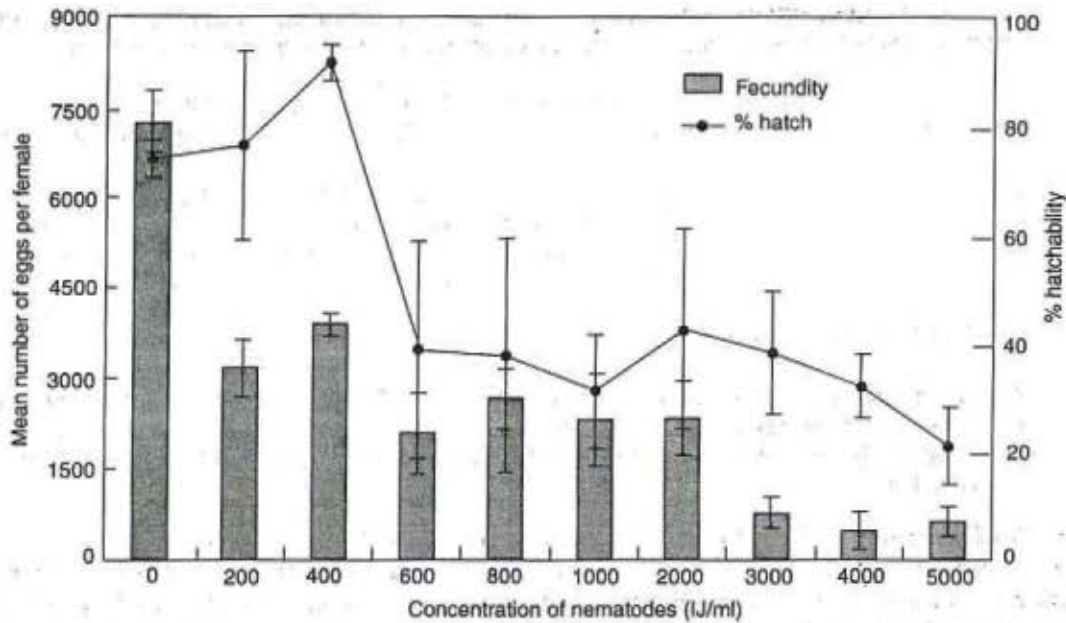 9000
7500
6000
4500
3000
1500
0
Mean number of eggs per female
100
80
60
40
20
0
% hatchability
Fecundity
% hatch
0 200 400 600 800 1000 2000 3000 4000 5000
Concentration of nematodes (IJ/ml)